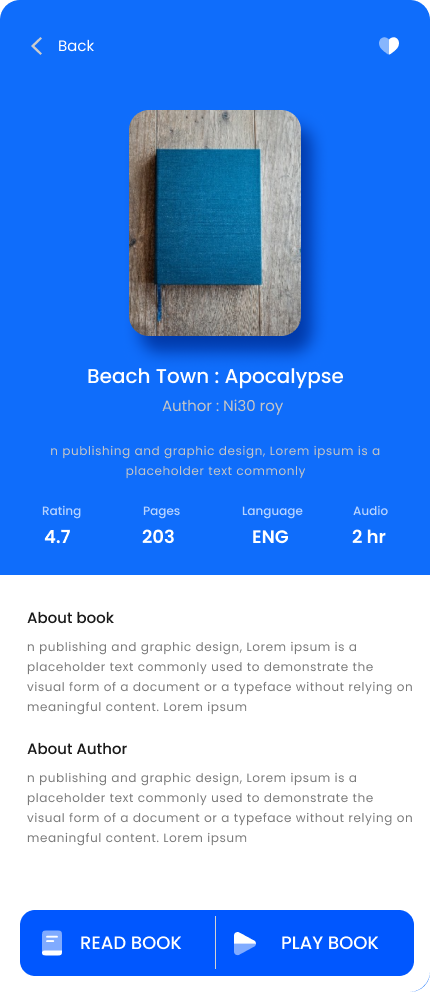 Back
Beach Town : Apocalypse
Author : Ni30 roy
n publishing and graphic design, Lorem ipsum is a
placeholder text commonly
Rating Pages Language Audio
4.7 203 ENG 2 hr
About book
n publishing and graphic design, Lorem ipsum is a
placeholder text commonly used to demonstrate the
visual form of a document or a typeface without relying on
meaningful content. Lorem ipsum
About Author
n publishing and graphic design, Lorem ipsum is a
placeholder text commonly used to demonstrate the
visual form of a document or a typeface without relying on
meaningful content. Lorem ipsum
READ BOOK PLAY BOOK